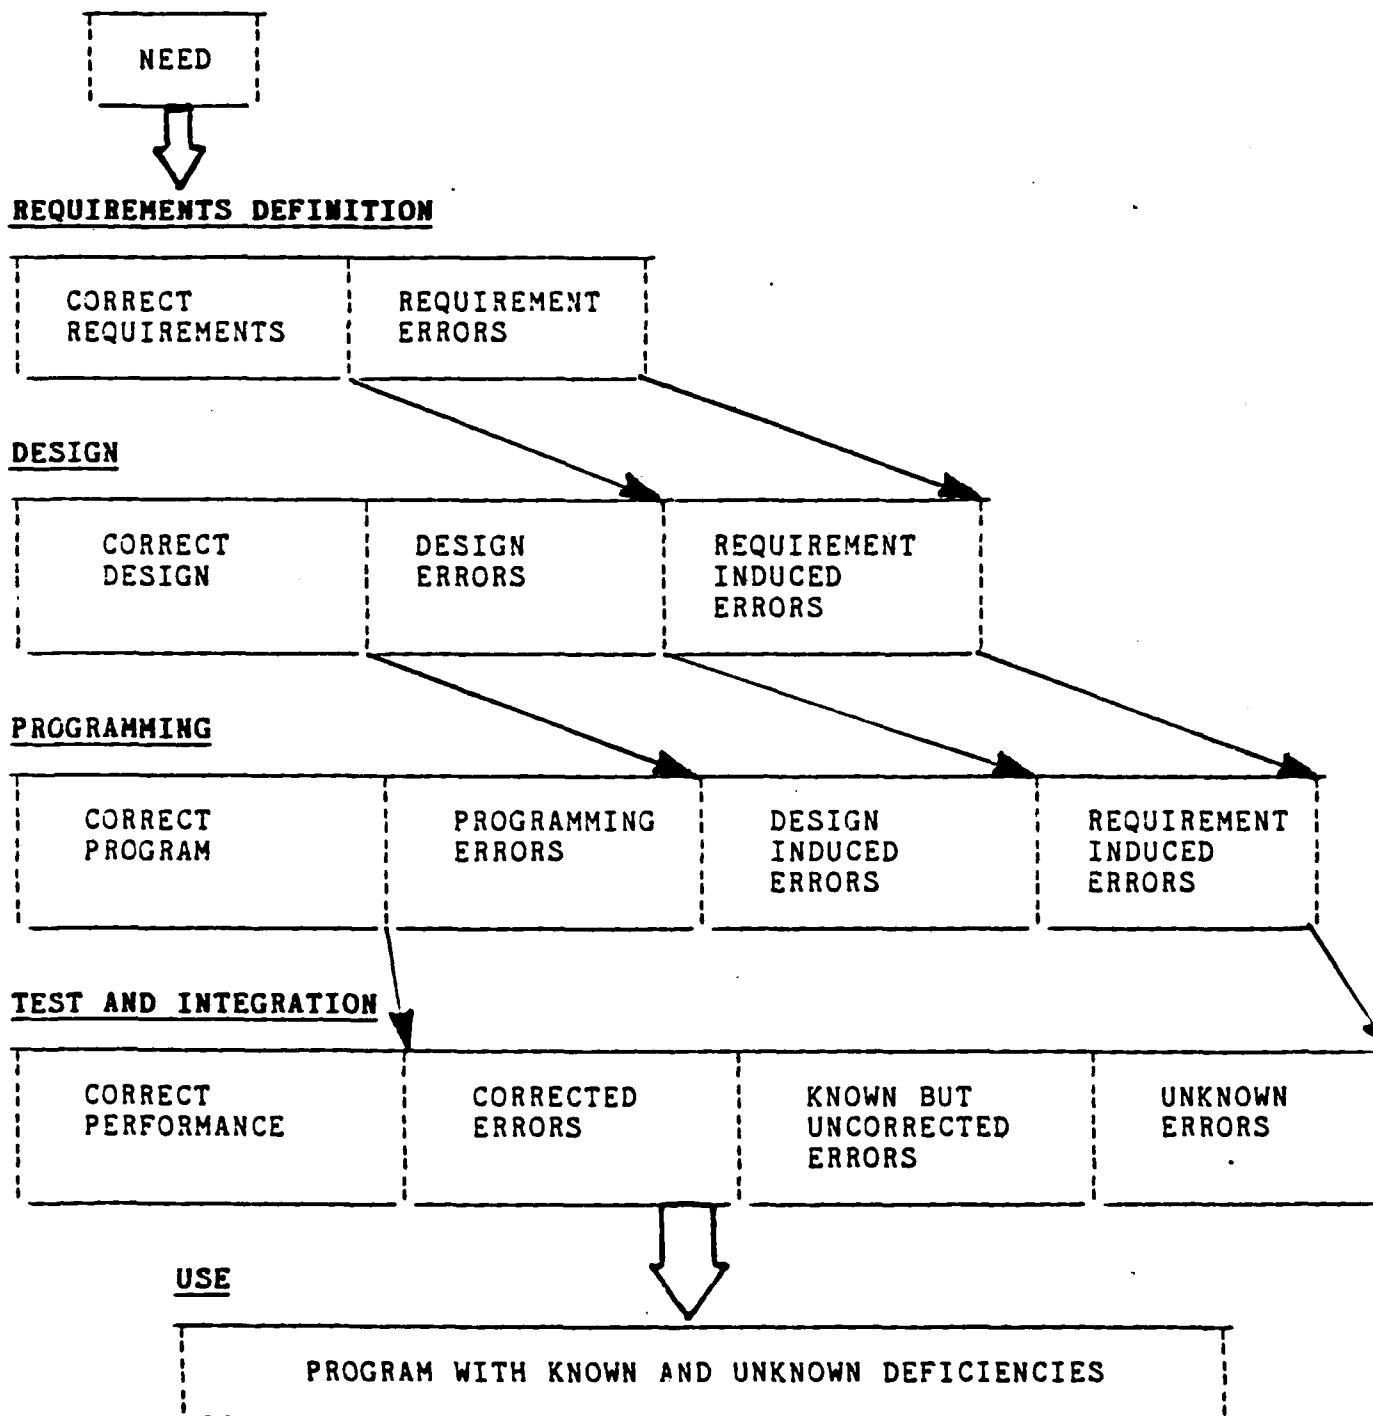 NEED
REQUIREMENTS DEFINITION
CORRECT
REQUIREMENTS
REQUIREMENT
ERRORS
DESIGN
CORRECT
DESIGN
DESIGN
ERRORS
REQUIREMENT
INDUCED
ERRORS
PROGRAMMING
CORRECT
PROGRAM
PROGRAMMING
ERRORS
DESIGN
INDUCED
ERRORS
REQUIREMENT
INDUCED
ERRORS
TEST AND INTEGRATION
CORRECT
PERFORMANCE
CORRECTED
ERRORS
KNOWN BUT
UNCORRECTED
ERRORS
UNKNOWN
ERRORS
USE
PROGRAM WITH KNOWN AND UNKNOWN DEFICIENCIES